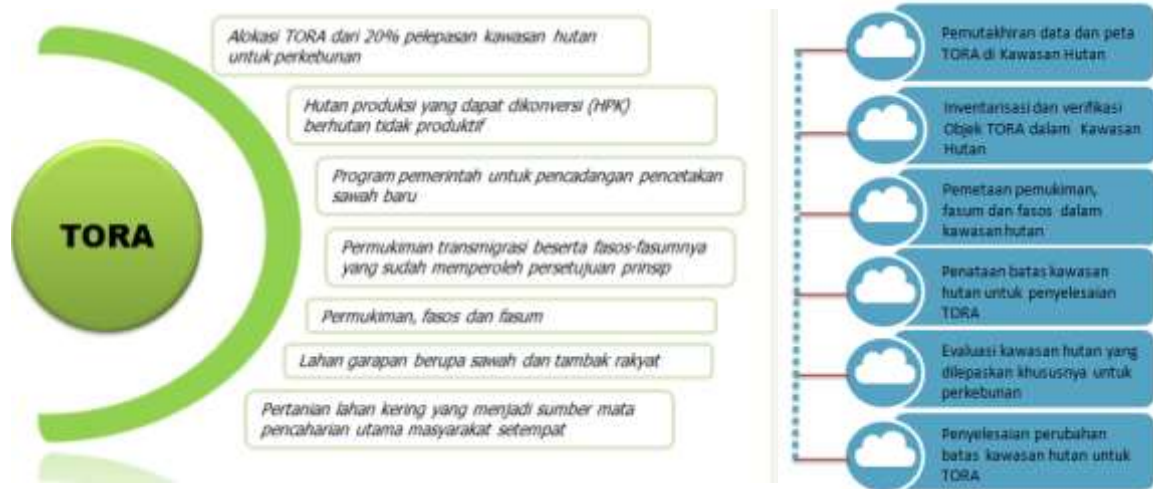 TORA
Alokasi TORA dari 20% pelepasan kawasan hutan
untuk perkebunan
Hutan produksi yang dapat dikonversi (HPK)
berhutan tidak produktif
Program pemerintah untuk pencadangan pencetakan
sawah baru
Permukiman transmigrasi beserta fasos-fasumnya
yang sudah memperoleh persetujuan prinsip
Permukiman, fasos dan fasum
Lahan garapan berupa sawah dan tambak rakyat
Pertanian lahan kering yang menjadi sumber mata
pencaharian utama masyarakat setempat
Pemutakhiran data dan peta
TORA di Kawasan Hutan
Inventarisasi dan verifikasi
Objek TORA dalam Kawasan
Hutan
Pemetaan pemukiman,
fasum dan fasos dalam
kawasan hutan
Penataan batas kawasan
hutan untuk penyelesaian
TORA
Evaluasi kawasan hutan yang
dilepaskan khususnya untuk
perkebunan
Penyelesaian perubahan
batas kawasan hutan untuk
TORA